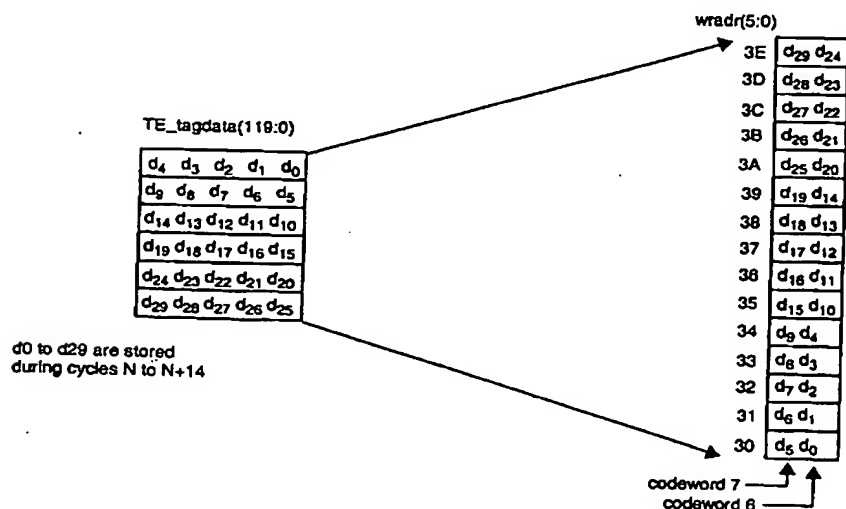 wradr(5:0)
3E d29 d24
3D d28 d23
3C d27 d22
3B d26 d21
3A d25 d20
39 d19 d14
38 d18 d13
37 d17 d12
36 d16 d11
35 d15 d10
34 d9 d4
33 d8 d3
32 d7 d2
31 d6 d1
30 d5 d0
codeword 7
codeword 6
TE_tagdata(119:0)
d4 d3 d2 d1 d0
d9 d8 d7 d6 d5
d14 d13 d12 d11 d10
d19 d18 d17 d16 d15
d24 d23 d22 d21 d20
d29 d28 d27 d26 d25
d0 to d29 are stored
during cycles N to N+14